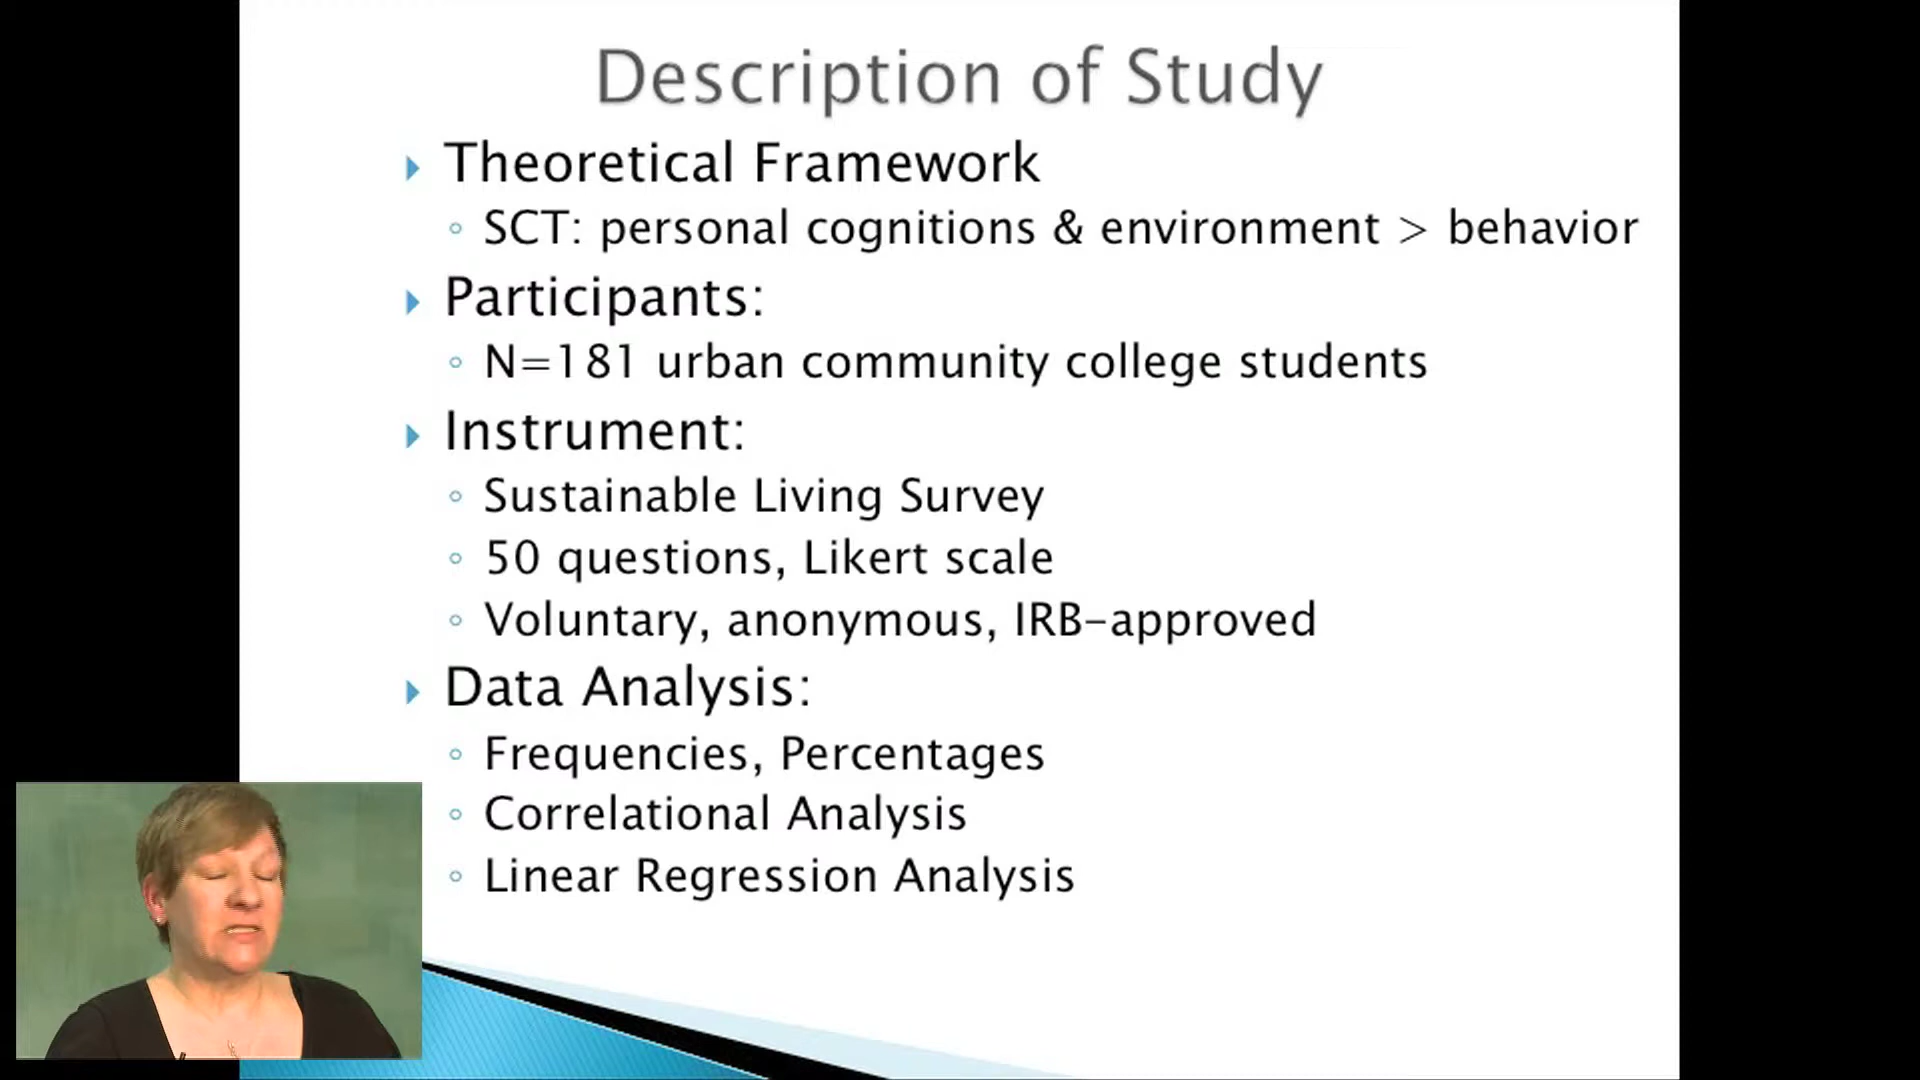 Description of Study
Theoretical Framework
SCT: personal cognitions & environment > behavior
Participants:
N=181 urban community college students
Instrument:
Sustainable Living Survey
50 questions, Likert scale
Voluntary, anonymous, IRB-approved
Data Analysis:
Frequencies, Percentages
Correlational Analysis
Linear Regression Analysis